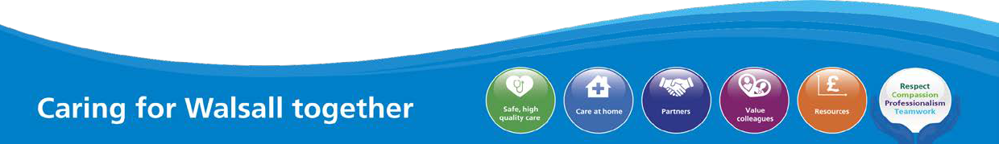 Caring for Walsall together
Safe, high
quality care
Care at home
Partners
Value
colleagues
£
Resources
Respect
Compassion
Professionalism
Teamwork